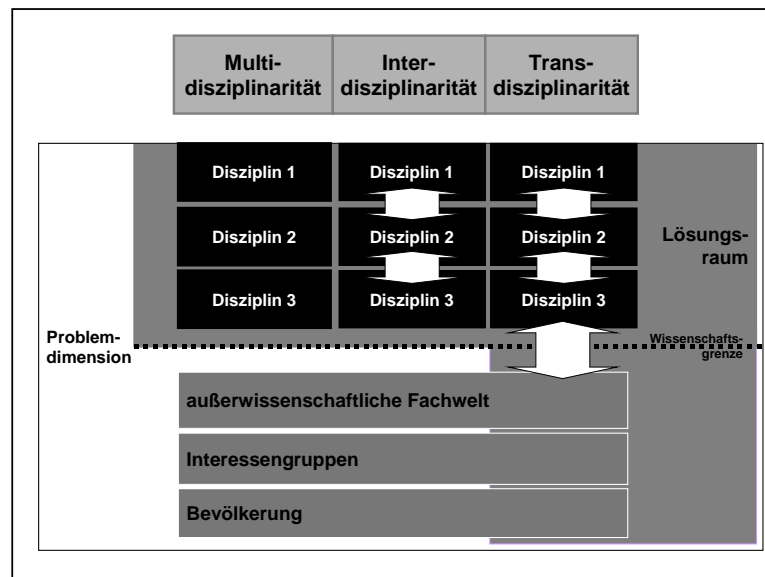 Multi-
disziplinarität
Inter-
disziplinarität
Trans-
disziplinarität
Disziplin 1
Disziplin 1
Disziplin 1
Disziplin 2
Disziplin 2
Disziplin 2
Lösungs-
raum
Disziplin 3
Disziplin 3
Disziplin 3
Problem-
dimension
Wissenschafts-
grenze
außerwissenschaftliche Fachwelt
Interessengruppen
Bevölkerung